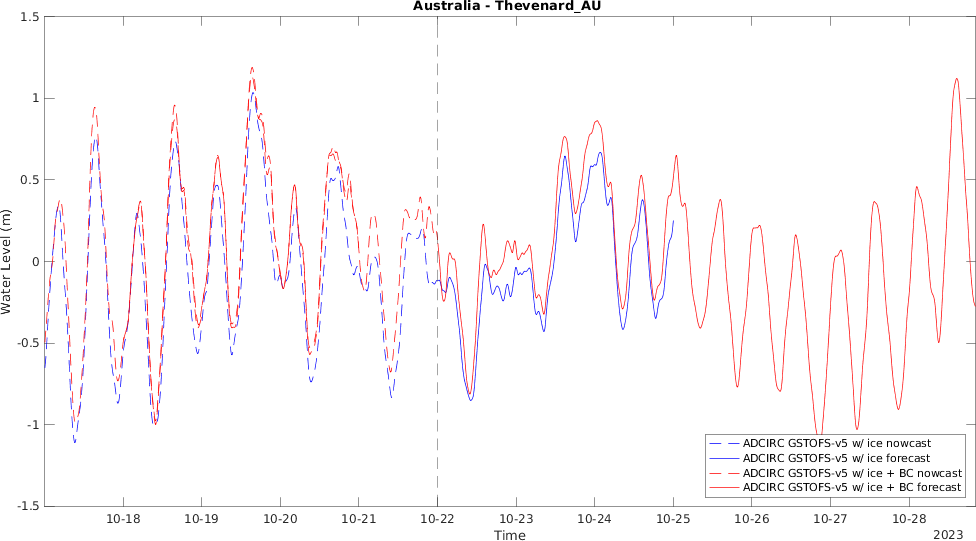 Australia - Thevenard_AU
1.5
1
0.5
0
-0.5
-1
-1.5
Water Level (m)
ADCIRC GSTOFS-v5 w/ ice nowcast
ADCIRC GSTOFS-v5 w/ ice forecast
ADCIRC GSTOFS-v5 w/ ice + BC nowcast
ADCIRC GSTOFS-v5 w/ ice + BC forecast
10-18 10-19 10-20 10-21 10-22 10-23 10-24 10-25 10-26 10-27 10-28
Time
2023